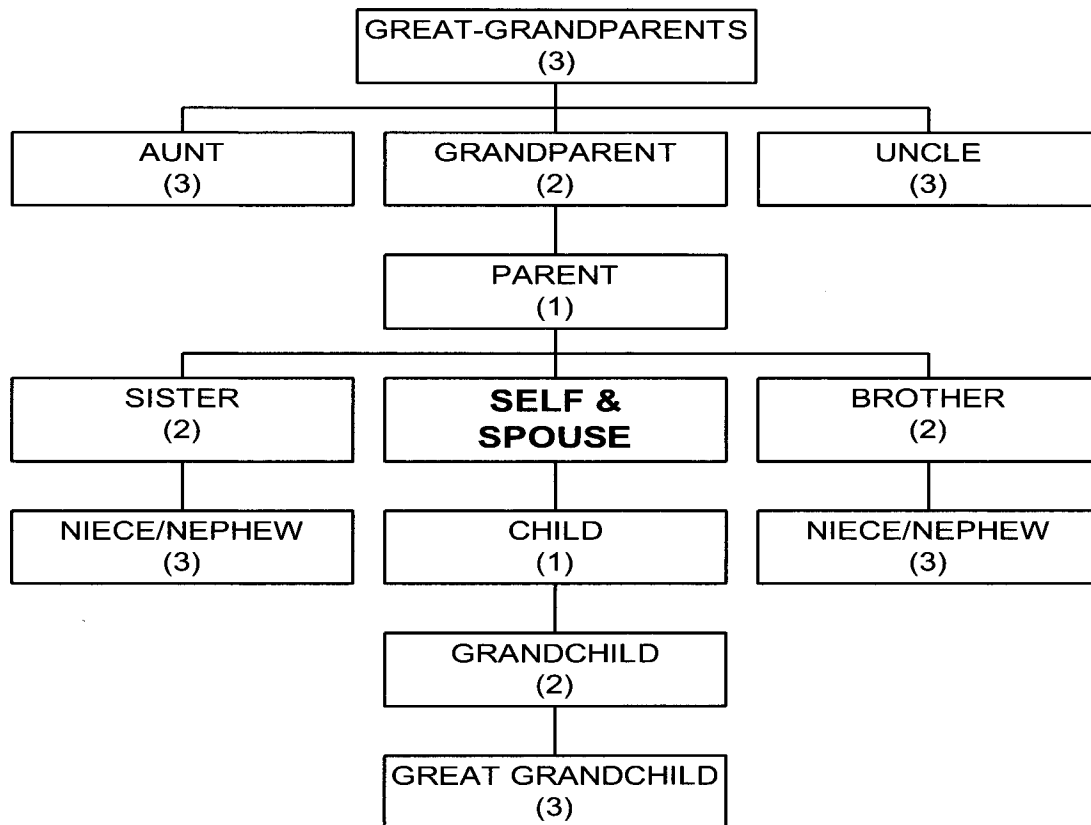 GREAT-GRANDPARENTS
(3)
AUNT
(3)
GRANDPARENT
(2)
UNCLE
(3)
PARENT
(1)
SISTER
(2)
SELF &
SPOUSE
BROTHER
(2)
NIECE/NEPHEW
(3)
CHILD
(1)
NIECE/NEPHEW
(3)
GRANDCHILD
(2)
GREAT GRANDCHILD
(3)